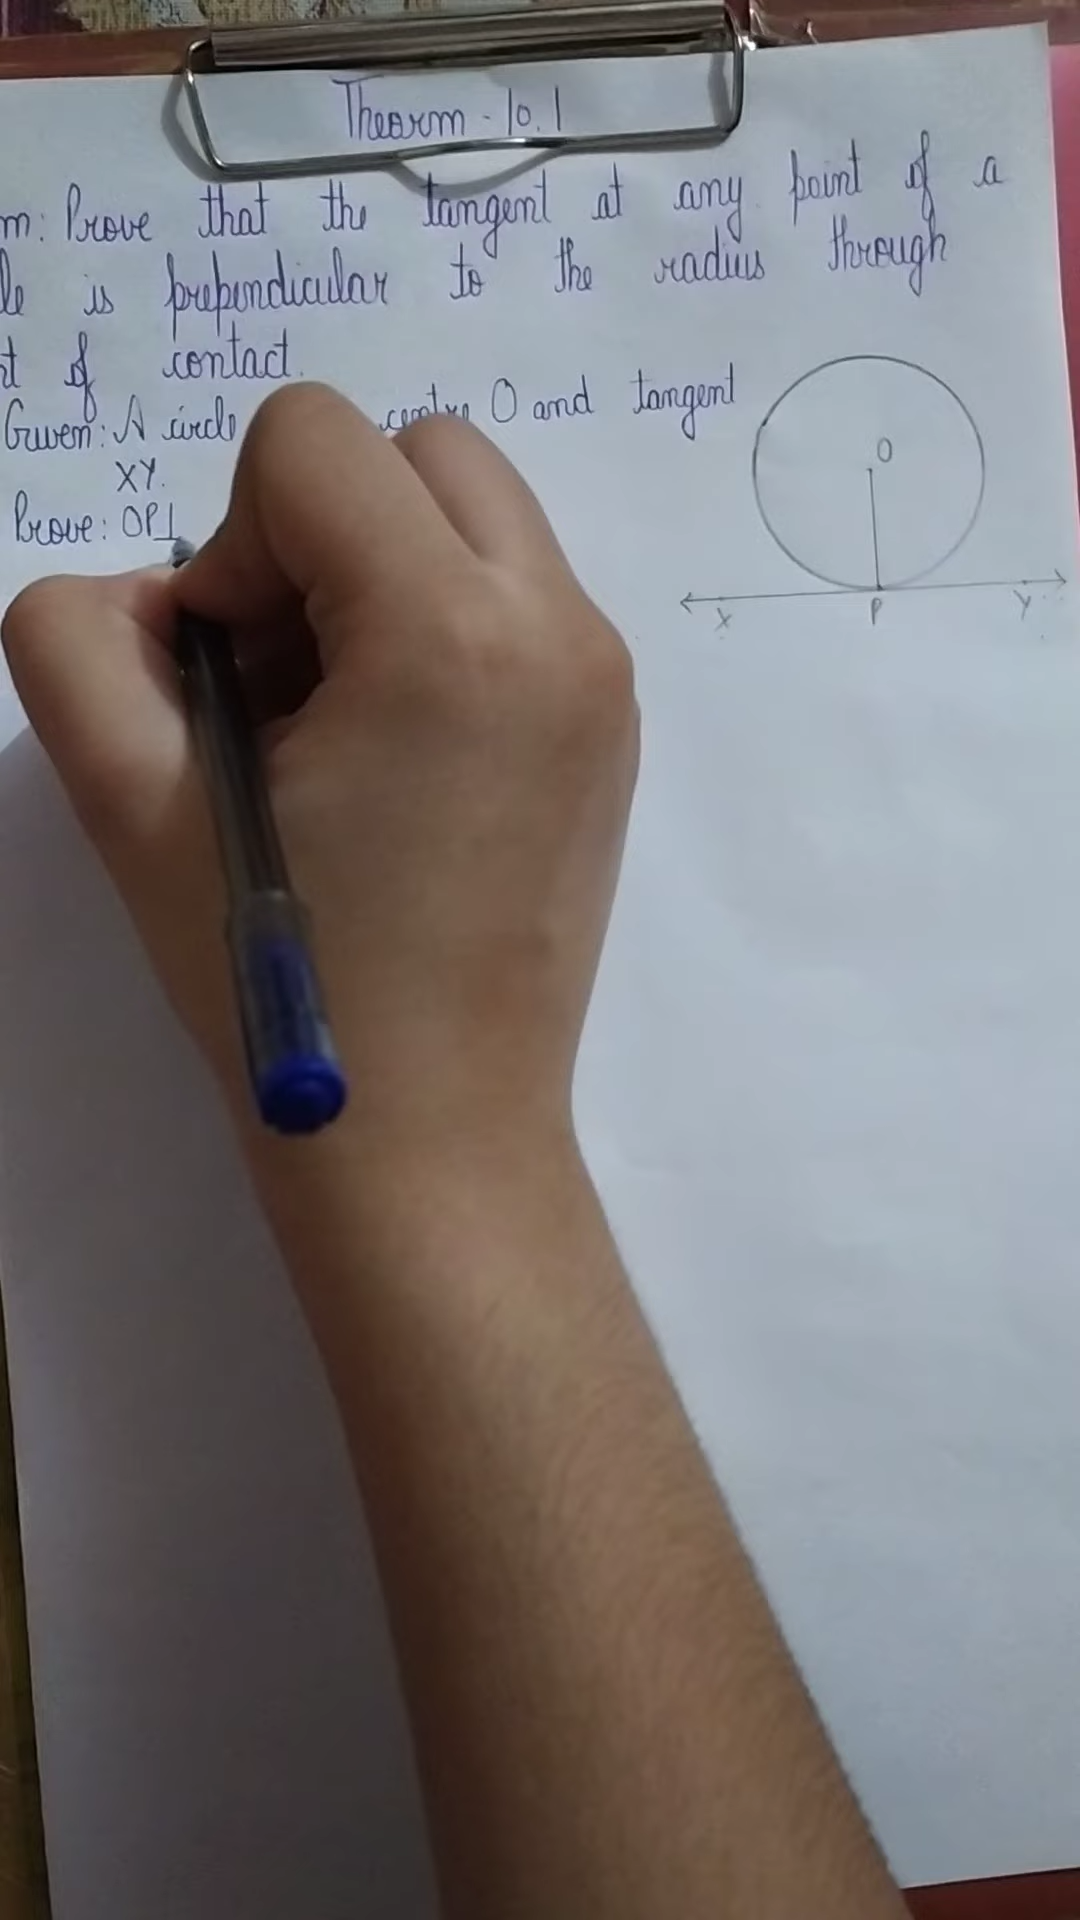 Theorm - 10.1
m: Prove that the tangent at any point of a
le is prependicular to the radius through
t of contact.
Given: A circle centre O and tangent
XY.
Prove: OP⊥
O
X P Y